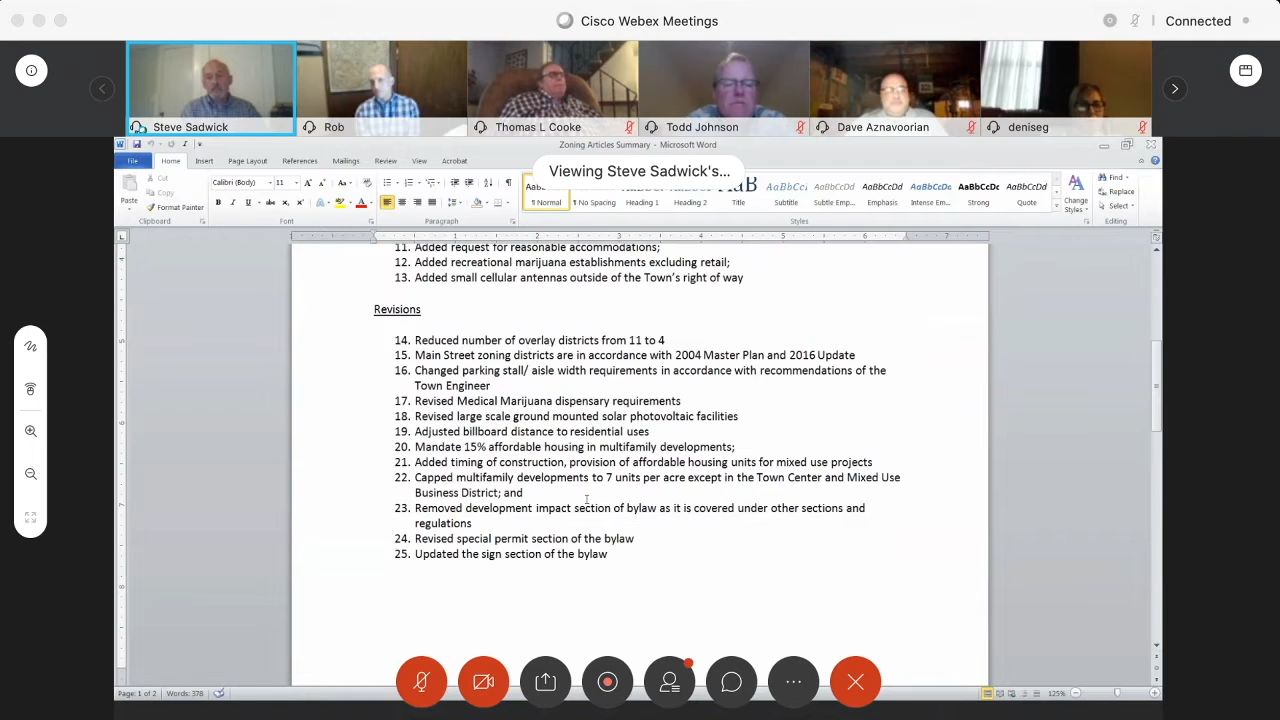 Cisco Webex Meetings
Connected
Steve Sadwick
Rob
Thomas L Cooke
Todd Johnson
Dave Aznavoorian
deniseg
Zoning Articles Summary - Microsoft Word
Viewing Steve Sadwick's...
File Home Insert Page Layout References Mailings Review View Acrobat
Paste
Cut
Copy
Format Painter
Clipboard
Calibri (Body) 11
Font
Paragraph
¶ Normal
¶ No Spacing
Heading 1
Heading 2
Title
Subtitle
Subtle Emp...
Emphasis
Intense Em...
Strong
Quote
Change Styles
Styles
Find
Replace
Select
Editing
11. Added request for reasonable accommodations;
12. Added recreational marijuana establishments excluding retail;
13. Added small cellular antennas outside of the Town's right of way
Revisions
14. Reduced number of overlay districts from 11 to 4
15. Main Street zoning districts are in accordance with 2004 Master Plan and 2016 Update
16. Changed parking stall/ aisle width requirements in accordance with recommendations of the
Town Engineer
17. Revised Medical Marijuana dispensary requirements
18. Revised large scale ground mounted solar photovoltaic facilities
19. Adjusted billboard distance to residential uses
20. Mandate 15% affordable housing in multifamily developments;
21. Added timing of construction, provision of affordable housing units for mixed use projects
22. Capped multifamily developments to 7 units per acre except in the Town Center and Mixed Use
Business District; and
23. Removed development impact section of bylaw as it is covered under other sections and
regulations
24. Revised special permit section of the bylaw
25. Updated the sign section of the bylaw
Page: 1 of 2 Words: 378
125%